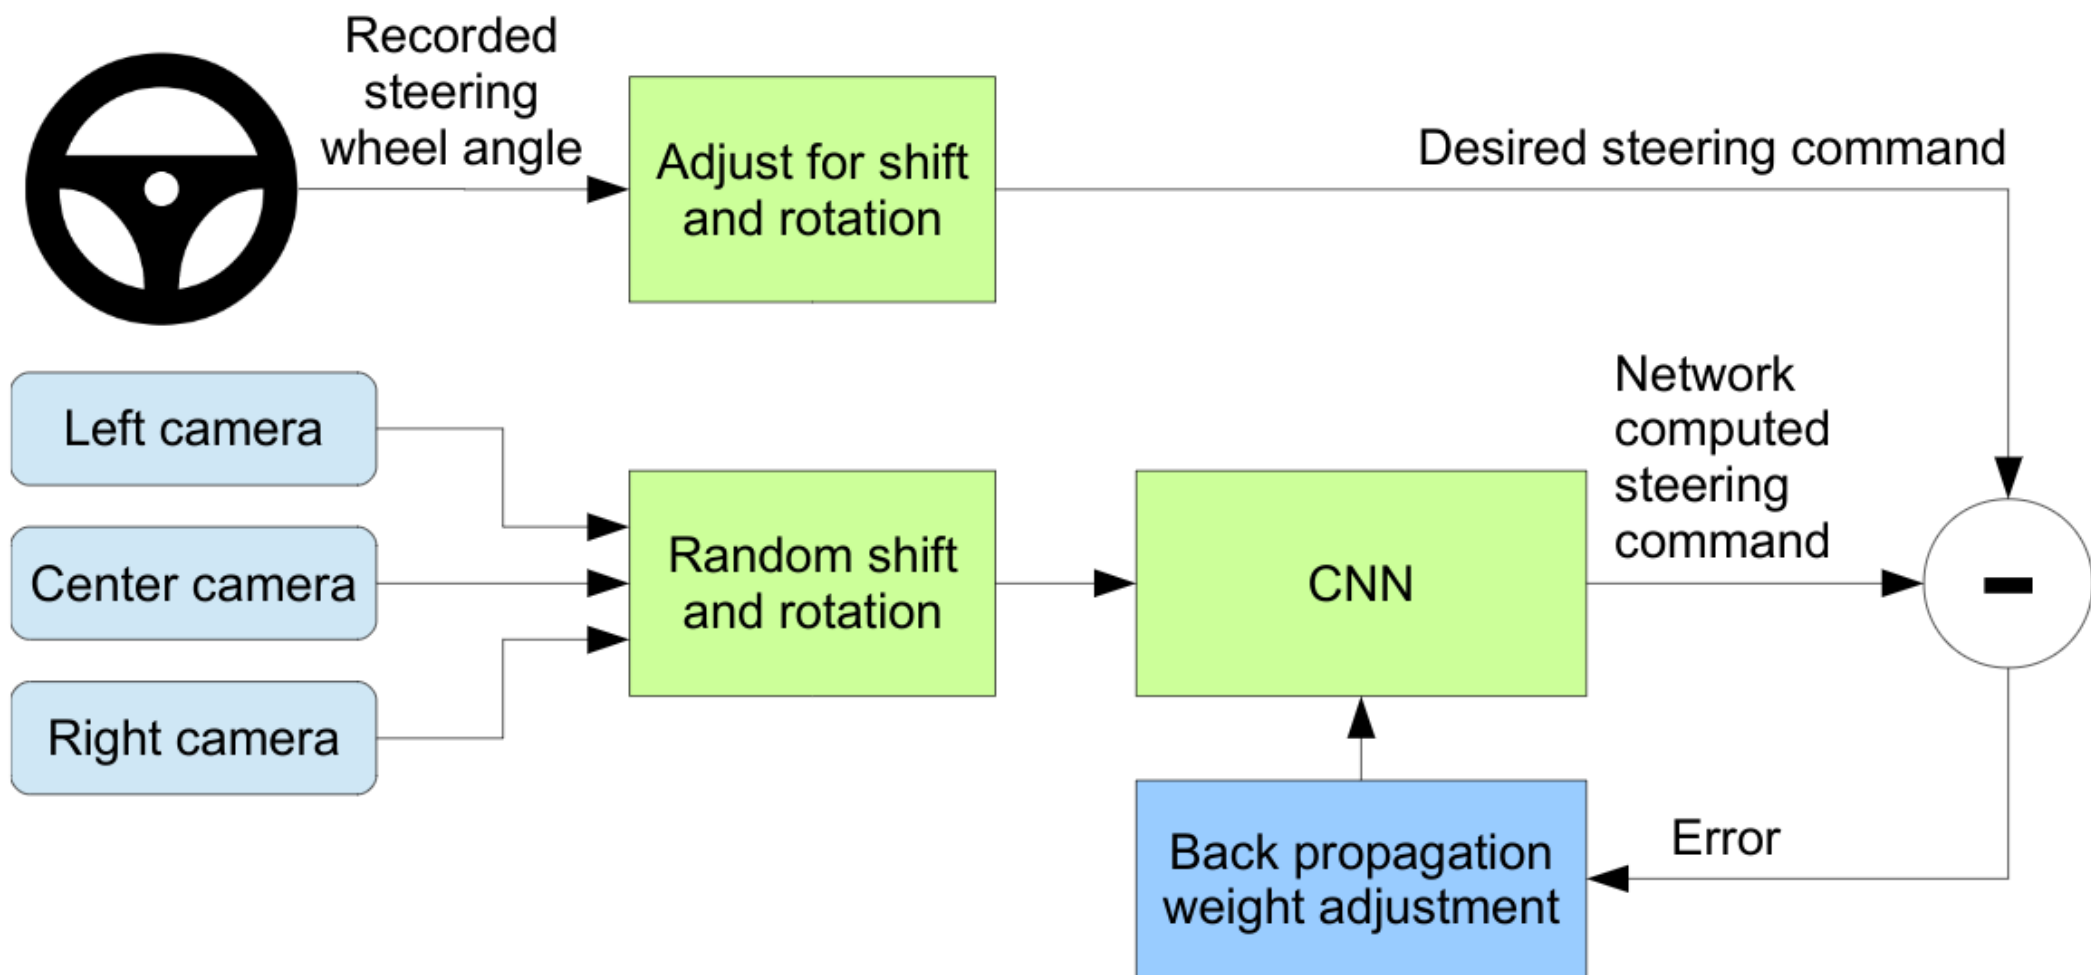 Recorded
steering
wheel angle
Adjust for shift
and rotation
Desired steering command
Left camera
Center camera
Right camera
Random shift
and rotation
CNN
Network
computed
steering
command
-
Back propagation
weight adjustment
Error